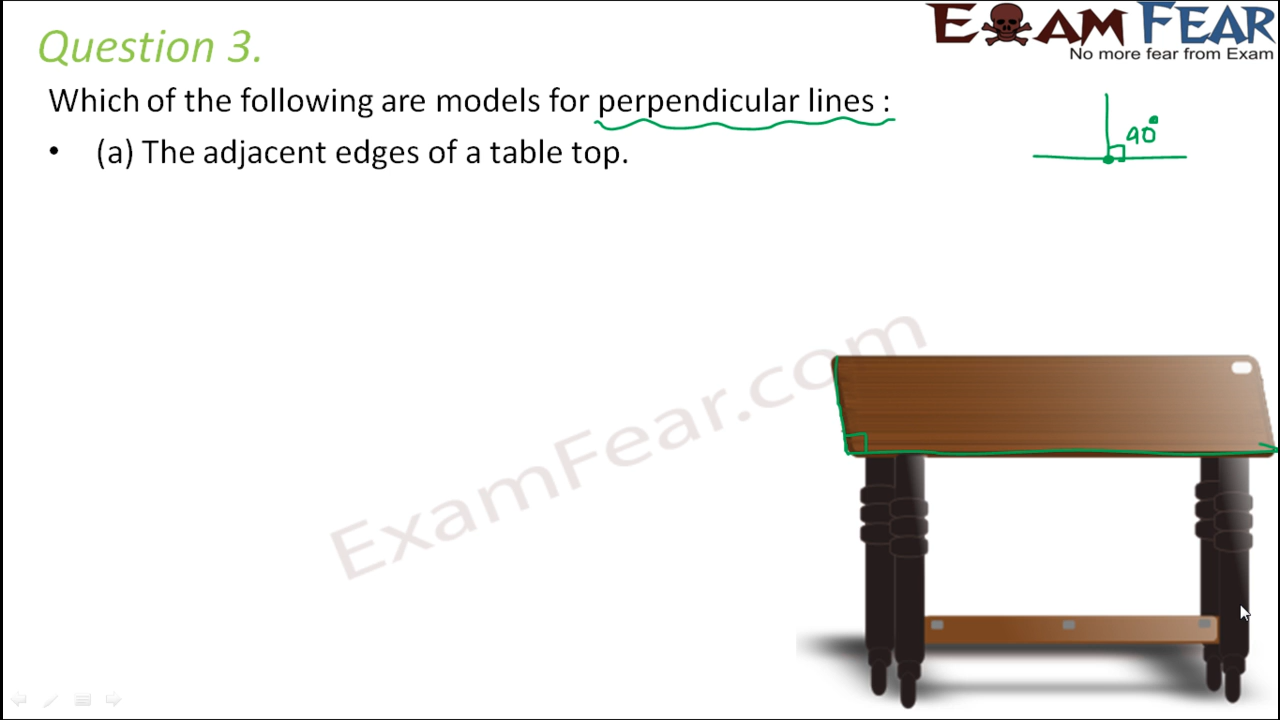 Question 3.
EXAM FEAR
No more fear from Exam
Which of the following are models for perpendicular lines :
90°
• (a) The adjacent edges of a table top.
ExamFear.com